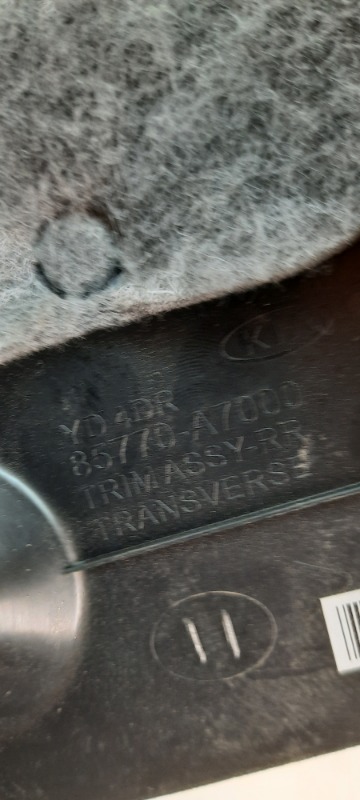 YD 4DR
85770-A7000
TRIM ASSY-RR
TRANSVERSE